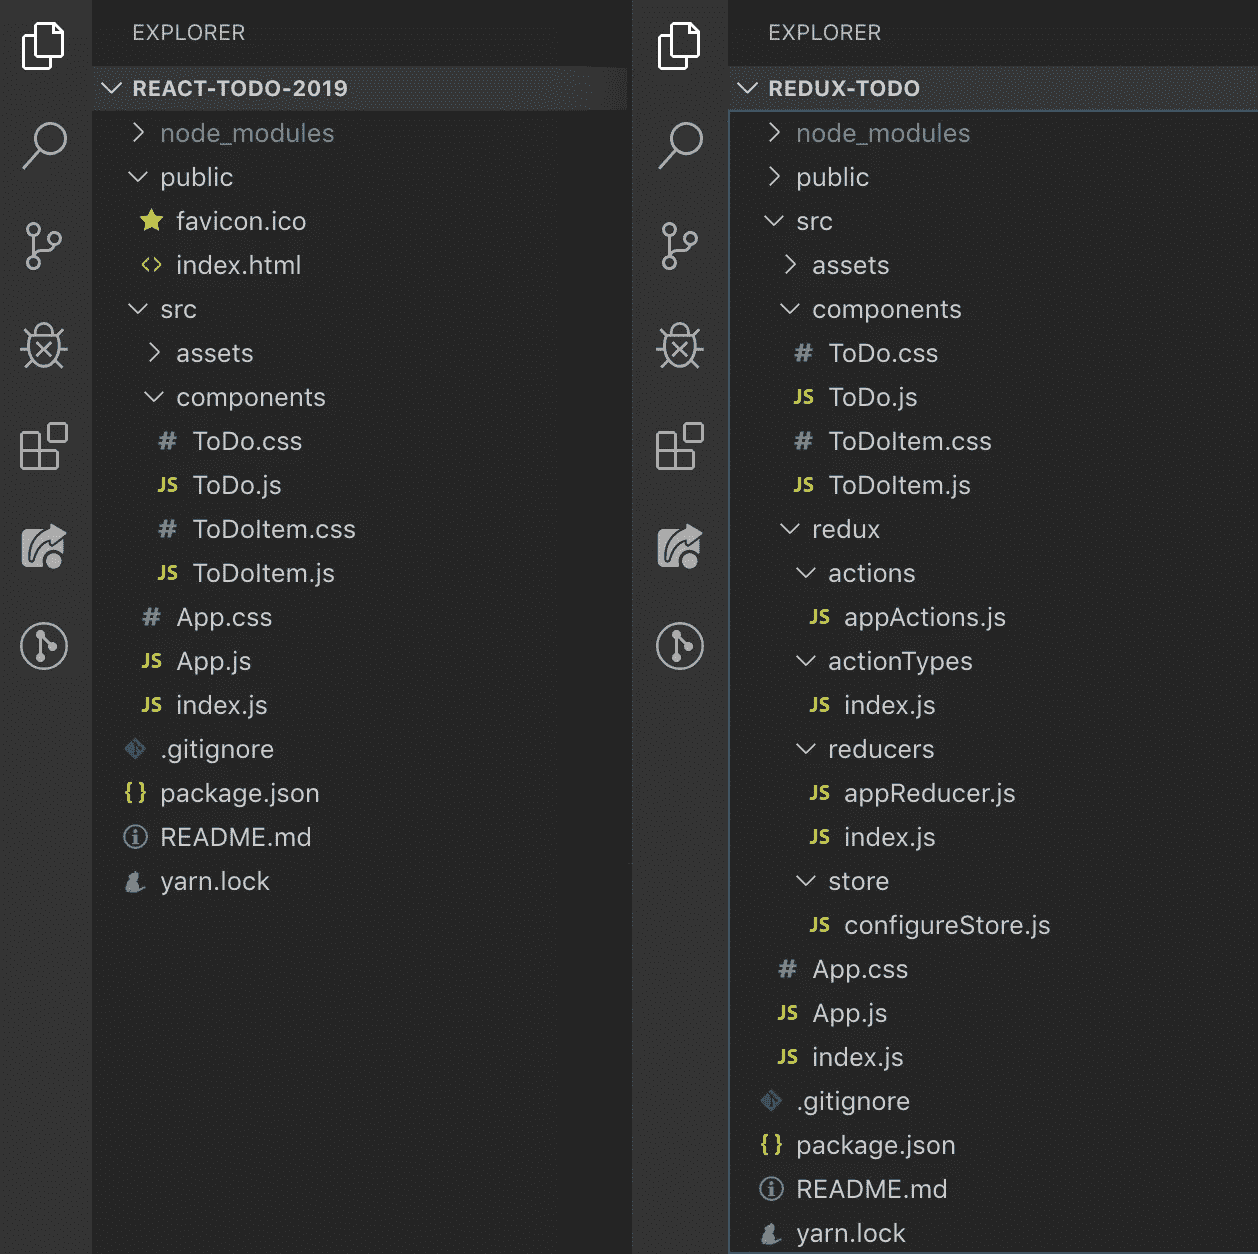 EXPLORER
REACT-TODO-2019
node_modules
public
favicon.ico
<> index.html
src
assets
components
# ToDo.css
JS ToDo.js
# ToDoItem.css
JS ToDoItem.js
# App.css
JS App.js
JS index.js
.gitignore
{} package.json
README.md
yarn.lock
EXPLORER
REDUX-TODO
node_modules
public
src
assets
components
# ToDo.css
JS ToDo.js
# ToDoItem.css
JS ToDoItem.js
redux
actions
JS appActions.js
actionTypes
JS index.js
reducers
JS appReducer.js
JS index.js
store
JS configureStore.js
# App.css
JS App.js
JS index.js
.gitignore
{} package.json
README.md
yarn.lock